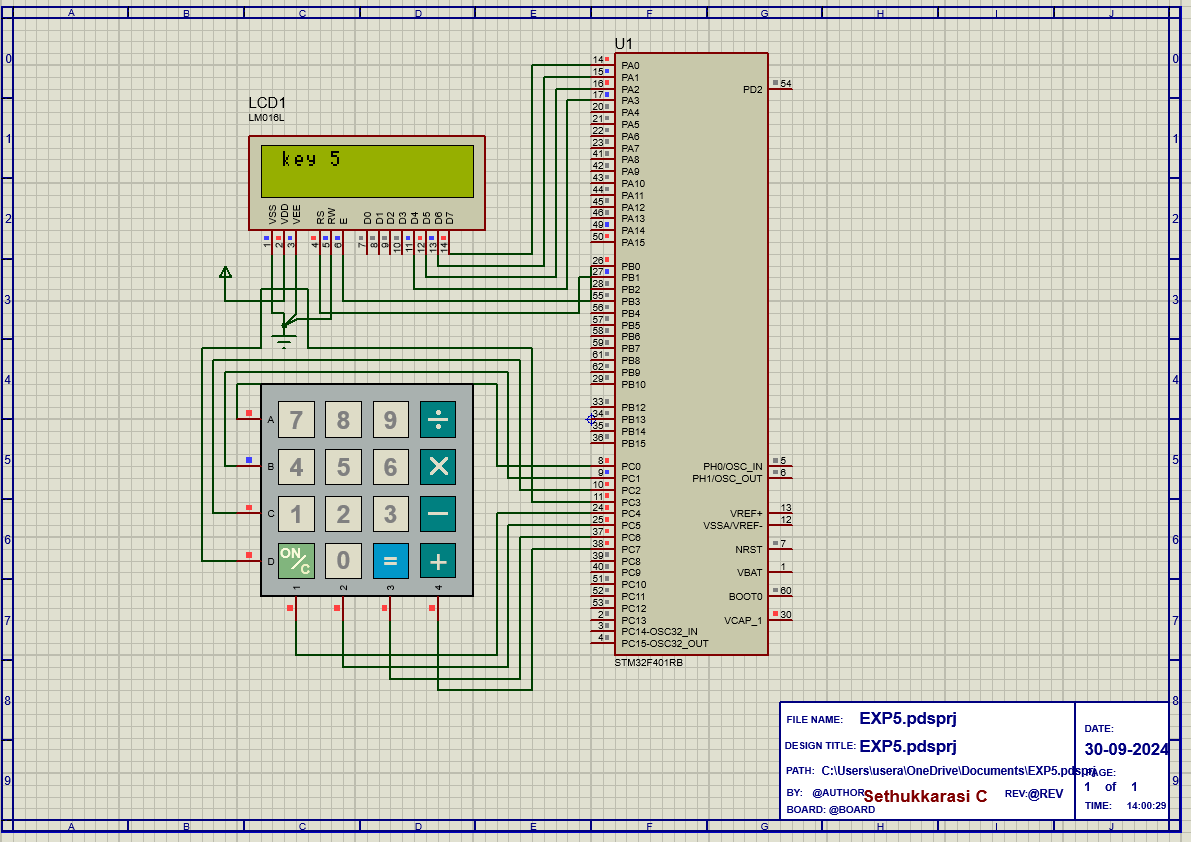 A B C D E F G H J
0 0
1 1
2 2
3 3
4 4
5 5
6 6
7 7
8 8
9 9
LCD1
LM016L
key 5
VSS VDD VEE RS RW E D0 D1 D2 D3 D4 D5 D6 D7
1 2 3 4 5 6 7 8 9 10 11 12 13 14
U1
14 PA0
15 PA1
16 PA2
17 PA3
20 PA4
21 PA5
22 PA6
23 PA7
41 PA8
42 PA9
43 PA10
44 PA11
45 PA12
46 PA13
49 PA14
50 PA15
26 PB0
27 PB1
28 PB2
55 PB3
56 PB4
57 PB5
58 PB6
59 PB7
61 PB8
62 PB9
29 PB10
33 PB12
34 PB13
35 PB14
36 PB15
8 PC0
9 PC1
10 PC2
11 PC3
24 PC4
25 PC5
37 PC6
38 PC7
39 PC8
40 PC9
51 PC10
52 PC11
53 PC12
2 PC13
3 PC14-OSC32_IN
4 PC15-OSC32_OUT
PD2 54
PH0/OSC_IN 5
PH1/OSC_OUT 6
VREF+ 13
VSSA/VREF- 12
NRST 7
VBAT 1
BOOT0 60
VCAP_1 30
STM32F401RB
A 7 8 9 ÷
B 4 5 6 ×
C 1 2 3 −
D ON/C 0 = +
1 2 3 4
FILE NAME: EXP5.pdsprj
DESIGN TITLE: EXP5.pdsprj
PATH: C:\Users\usera\OneDrive\Documents\EXP5.pdsprj
BY: @AUTHOR Sethukkarasi C REV:@REV
BOARD: @BOARD
DATE:
30-09-2024
PAGE:
1 of 1
TIME: 14:00:29
A B C D E F G H J